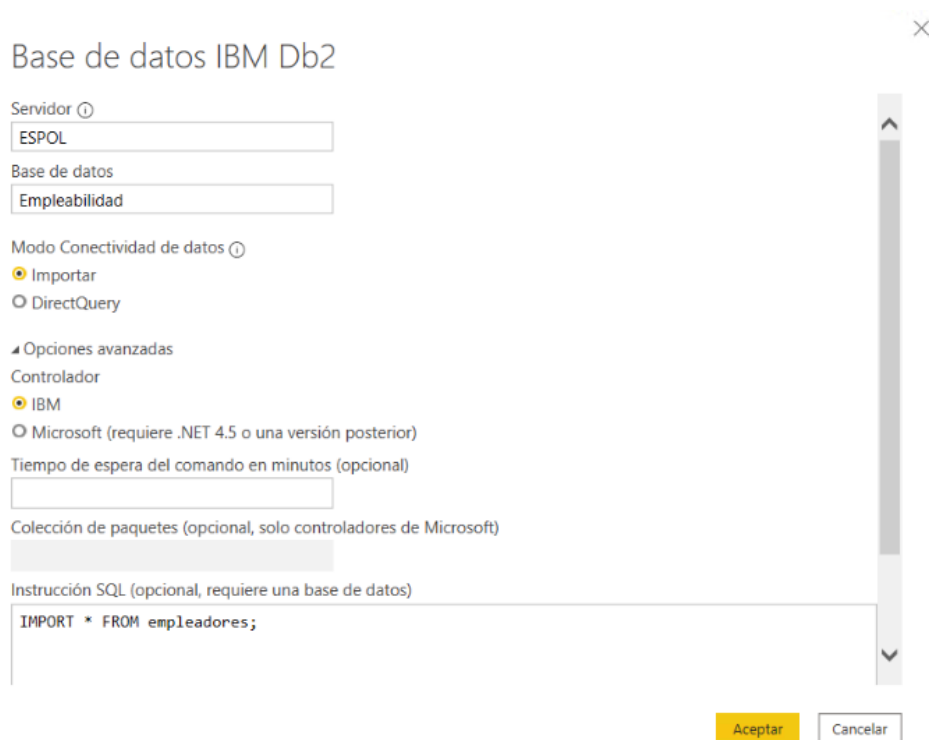 Base de datos IBM Db2
Servidor
ESPOL
Base de datos
Empleabilidad
Modo Conectividad de datos
Importar
DirectQuery
Opciones avanzadas
Controlador
IBM
Microsoft (requiere .NET 4.5 o una versión posterior)
Tiempo de espera del comando en minutos (opcional)
Colección de paquetes (opcional, solo controladores de Microsoft)
Instrucción SQL (opcional, requiere una base de datos)
IMPORT * FROM empleadores;
Aceptar Cancelar